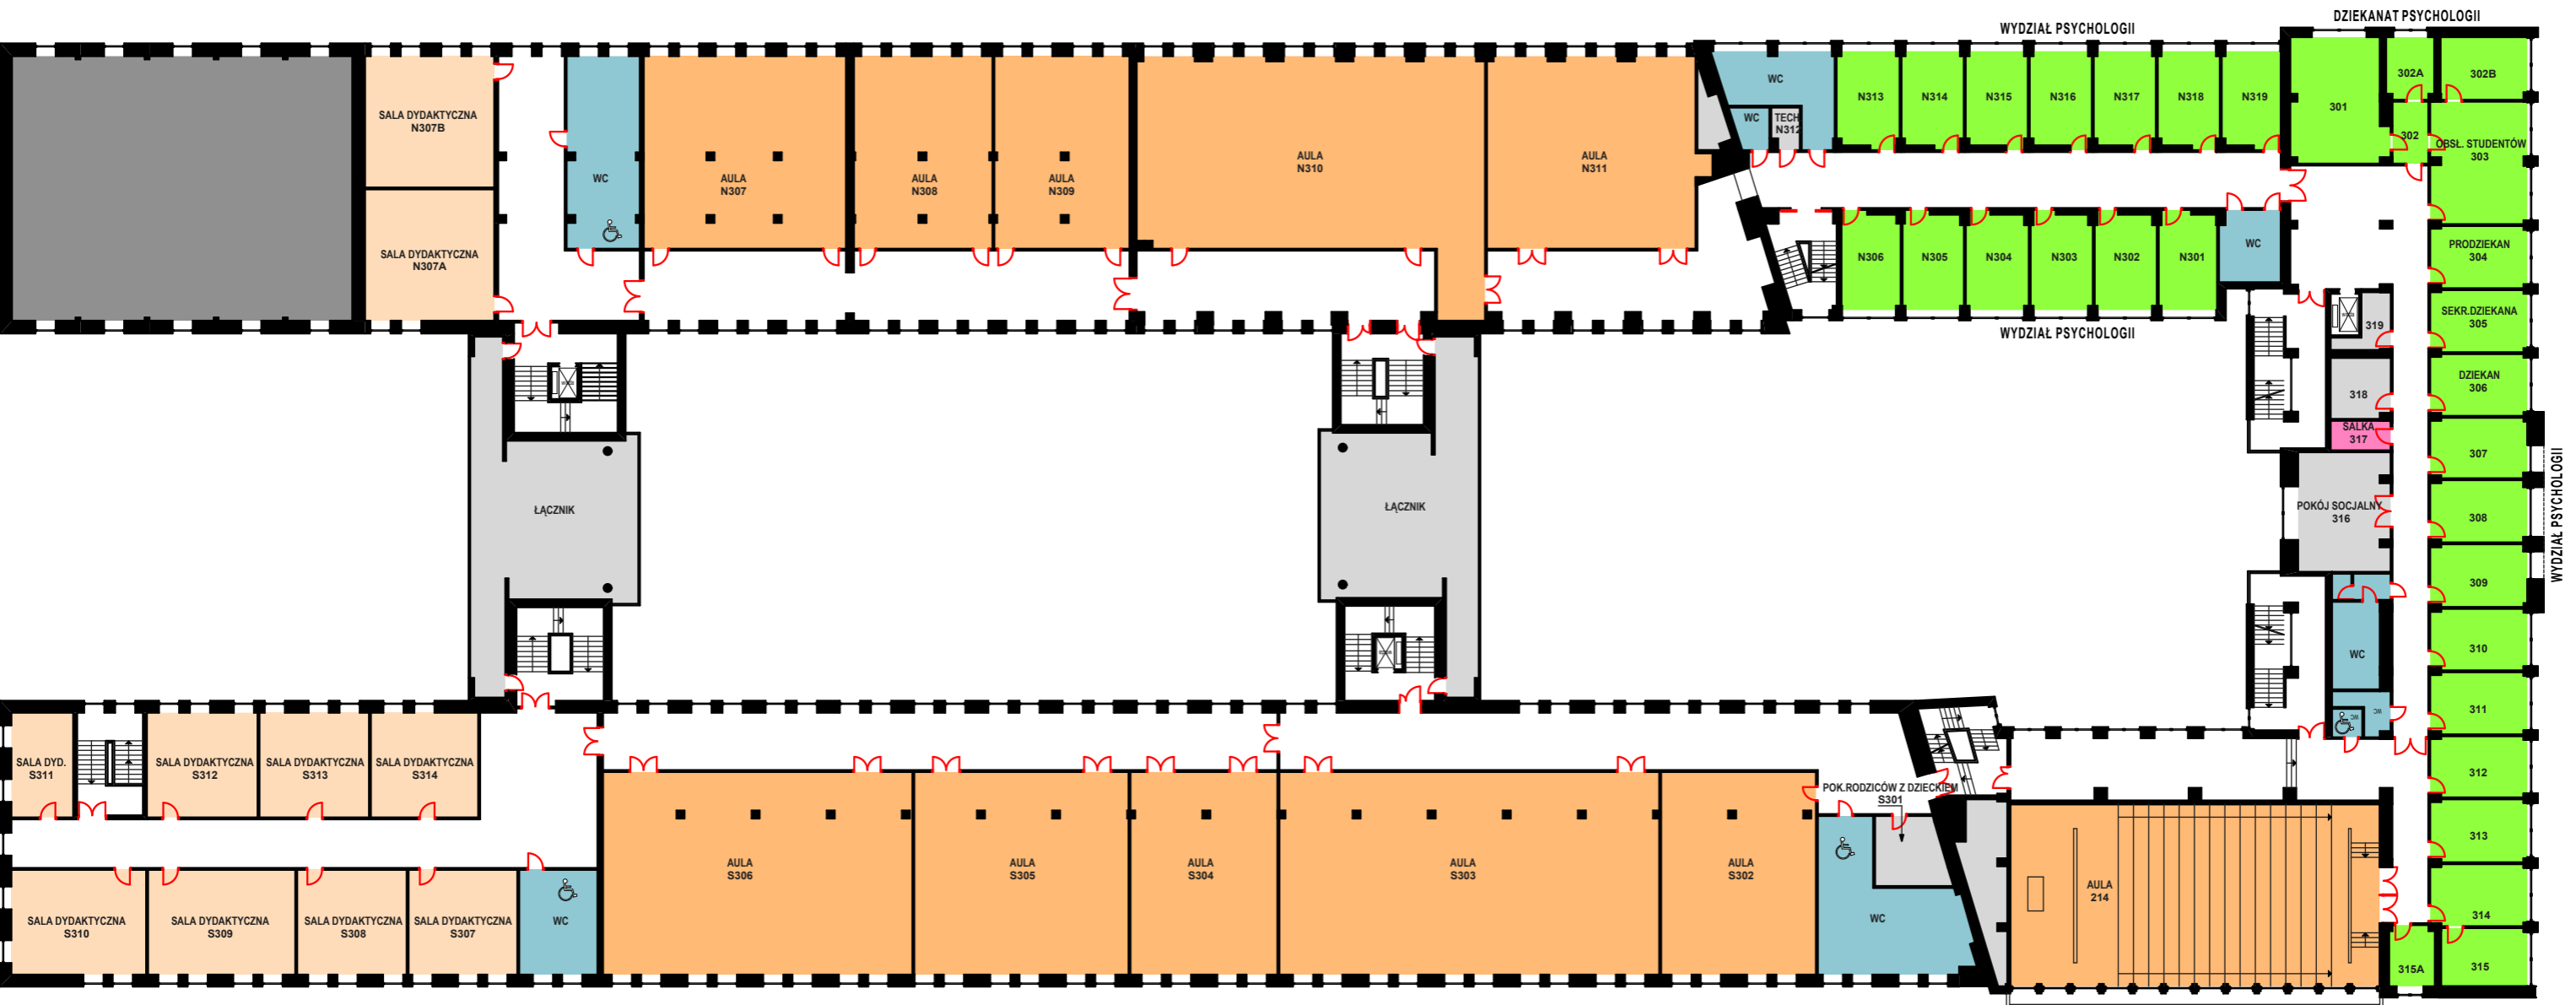 DZIEKANAT PSYCHOLOGII
WYDZIAŁ PSYCHOLOGII
SALA DYDAKTYCZNA
N307B
SALA DYDAKTYCZNA
N307A
WC
AULA
N307
AULA
N308
AULA
N309
AULA
N310
AULA
N311
WC
WC
TECH
N312
N313
N314
N315
N316
N317
N318
N319
301
302A
302B
302
OBSŁ. STUDENTÓW
303
N306
N305
N304
N303
N302
N301
WC
WYDZIAŁ PSYCHOLOGII
PRODZIEKAN
304
SEKR.DZIEKANA
305
DZIEKAN
306
319
318
SALKA
317
POKÓJ SOCJALNY
316
307
308
309
310
311
312
313
314
315
315A
WYDZIAŁ PSYCHOLOGII
WC
WC
WC
ŁĄCZNIK
ŁĄCZNIK
SALA DYD.
S311
SALA DYDAKTYCZNA
S312
SALA DYDAKTYCZNA
S313
SALA DYDAKTYCZNA
S314
SALA DYDAKTYCZNA
S310
SALA DYDAKTYCZNA
S309
SALA DYDAKTYCZNA
S308
SALA DYDAKTYCZNA
S307
WC
AULA
S306
AULA
S305
AULA
S304
AULA
S303
AULA
S302
POK.RODZICÓW Z DZIECKIEM
S301
WC
AULA
214